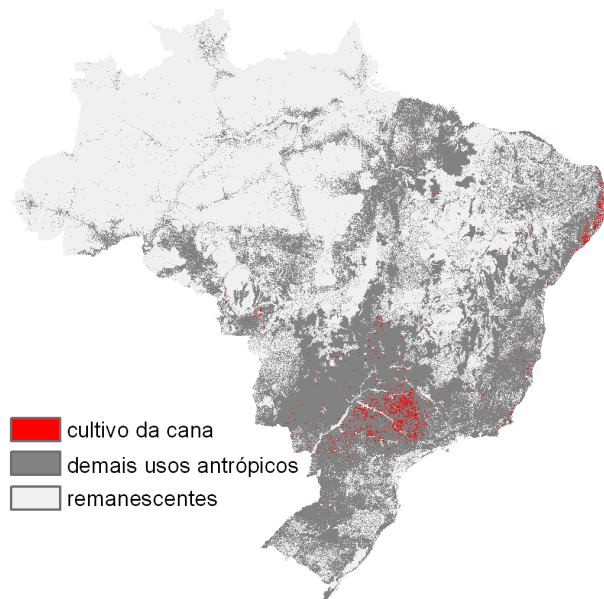 cultivo da cana
demais usos antrópicos
remanescentes